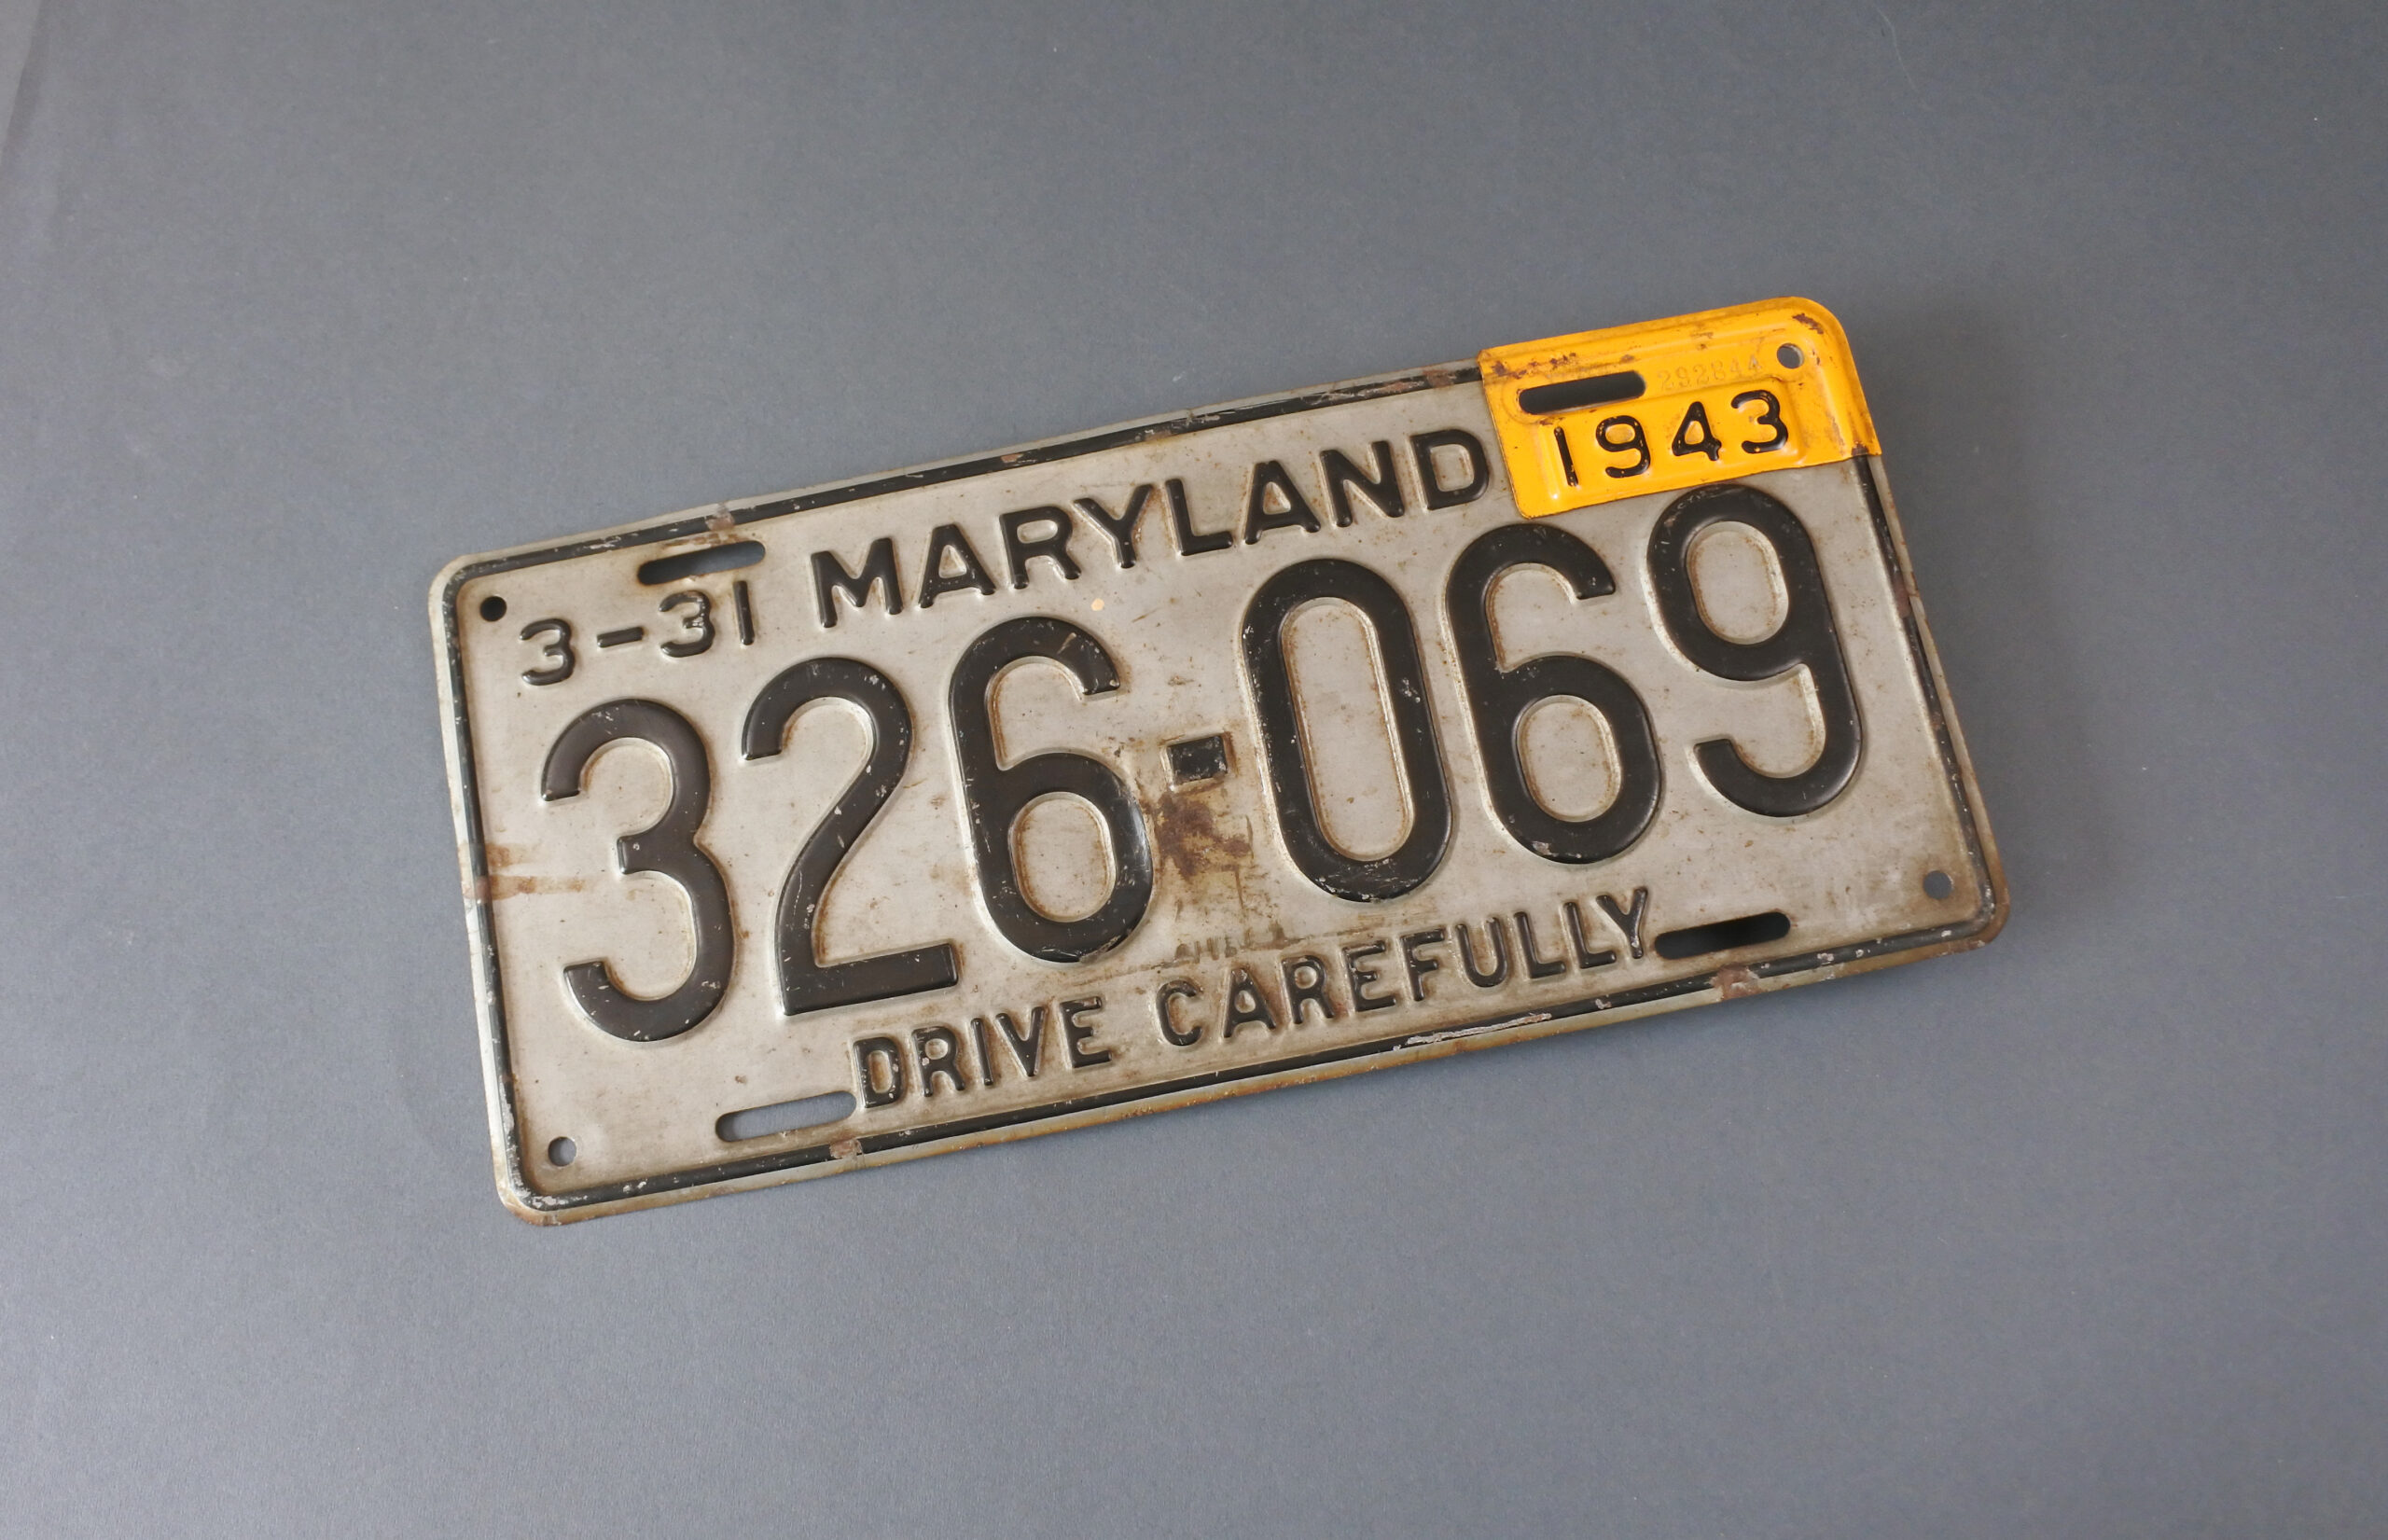 1943
3-31 MARYLAND
326-069
DRIVE CAREFULLY